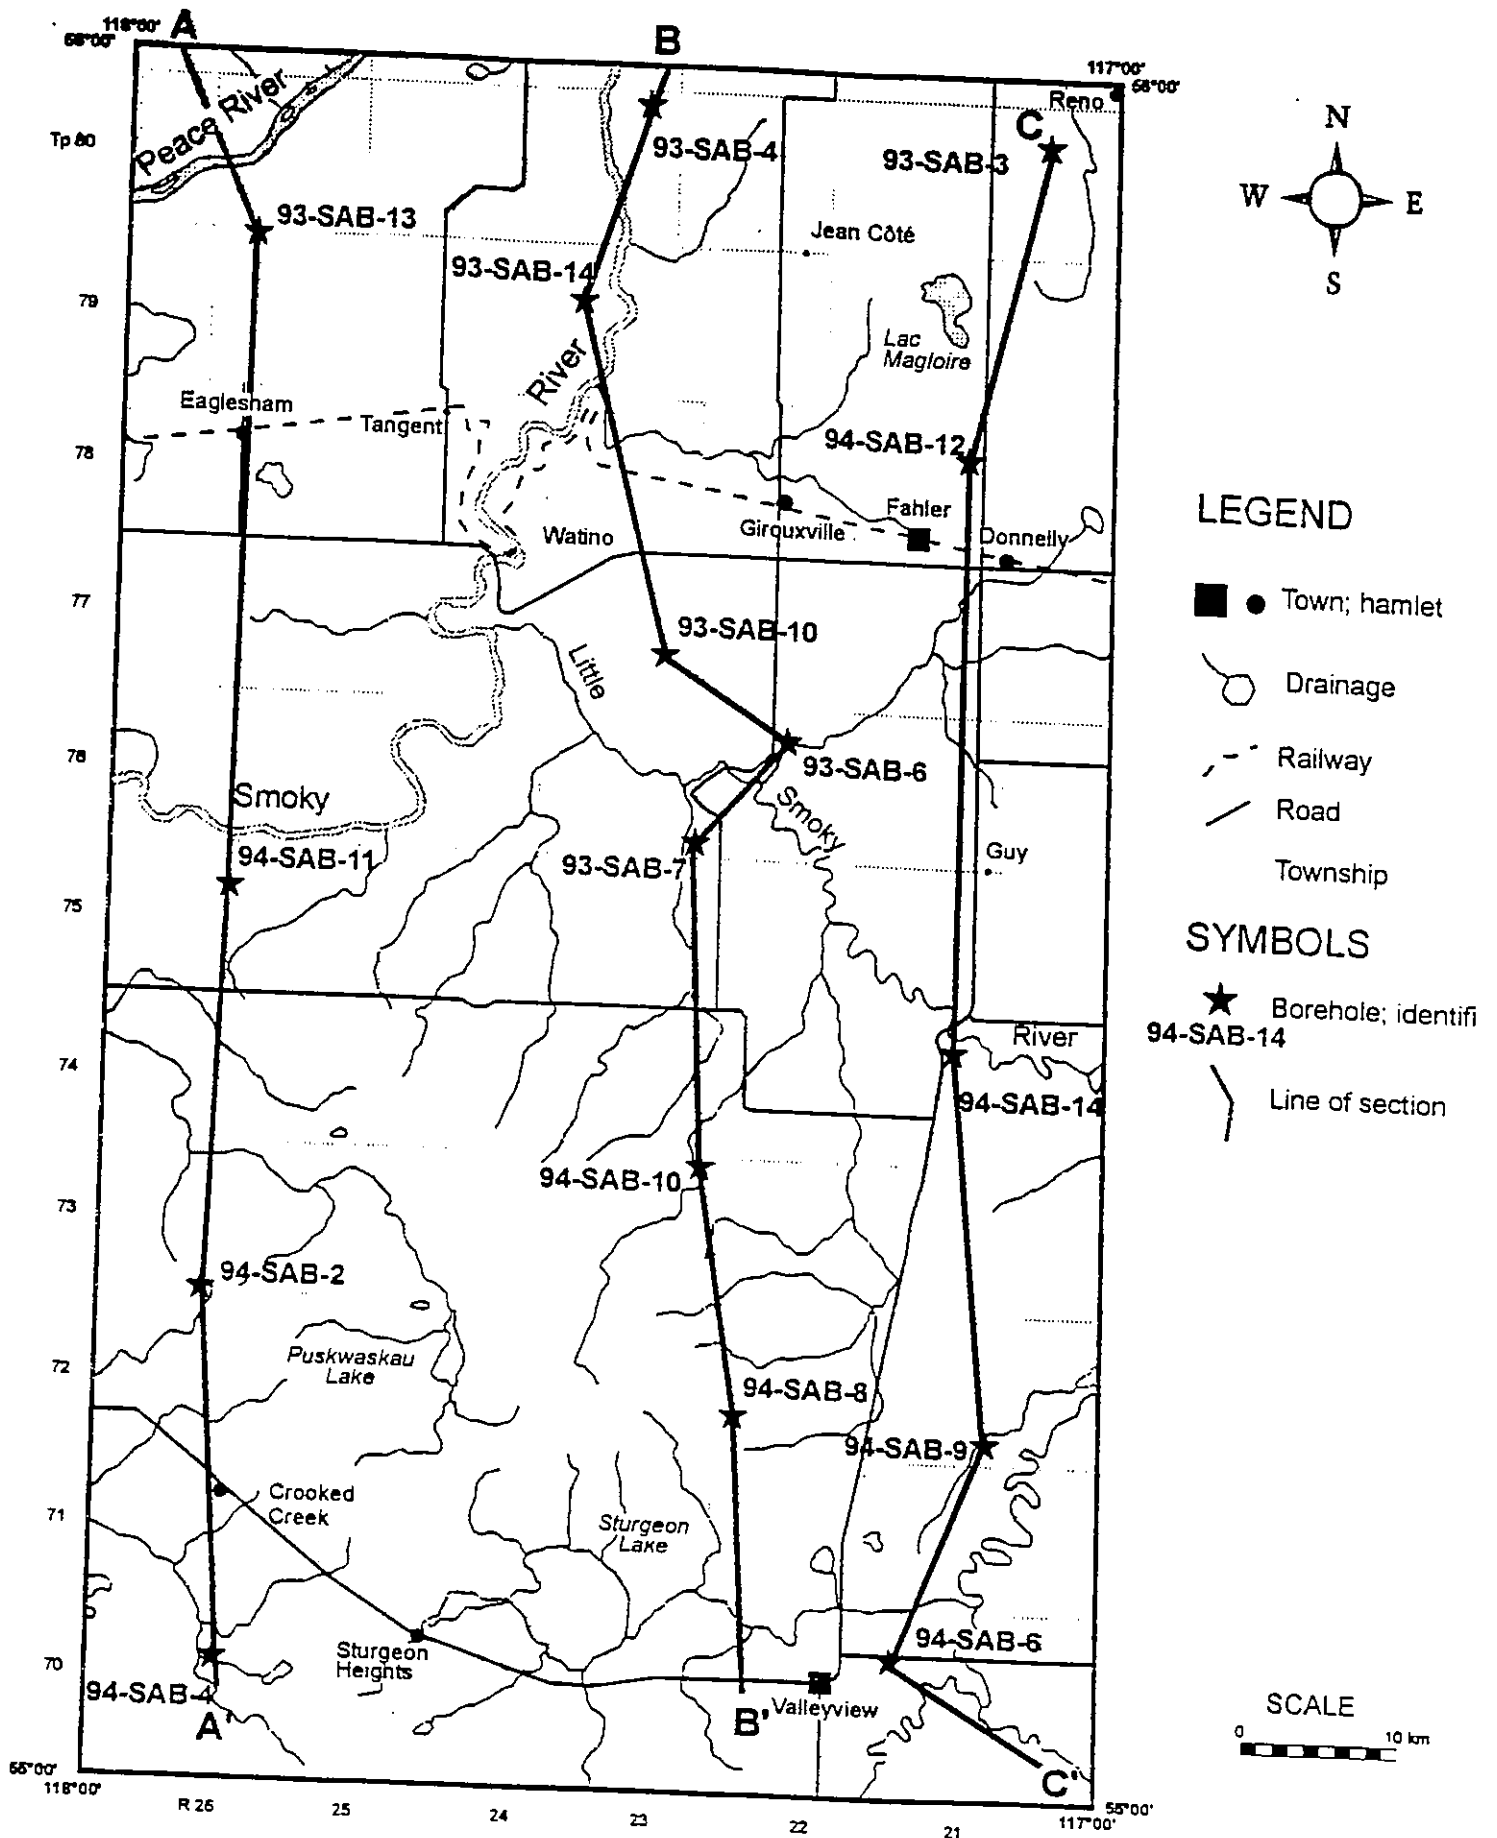 118°00'
A
56°00'
B
117°00'
56°00'
Reno
Peace River
Tp 80
93-SAB-4
C
93-SAB-3
N
W
E
S
93-SAB-13
Jean Côté
93-SAB-14
79
Lac
Magloire
River
Eaglesham
Tangent
78
94-SAB-12
Fahler
Girouxville
Donnelly
Watino
LEGEND
Town; hamlet
77
93-SAB-10
Little
Drainage
76
93-SAB-6
Railway
Smoky
Smoky
Road
94-SAB-11
93-SAB-7
Guy
Township
75
SYMBOLS
Borehole; identifi
94-SAB-14
River
74
94-SAB-14
Line of section
94-SAB-10
73
94-SAB-2
Puskwaskau
Lake
72
94-SAB-8
94-SAB-9
Crooked
Creek
71
Sturgeon
Lake
94-SAB-6
Sturgeon
Heights
70
94-SAB-4
A'
B'
Valleyview
SCALE
0
10 km
C'
55°00'
118°00'
R 26
25
24
23
22
21
55°00'
117°00'